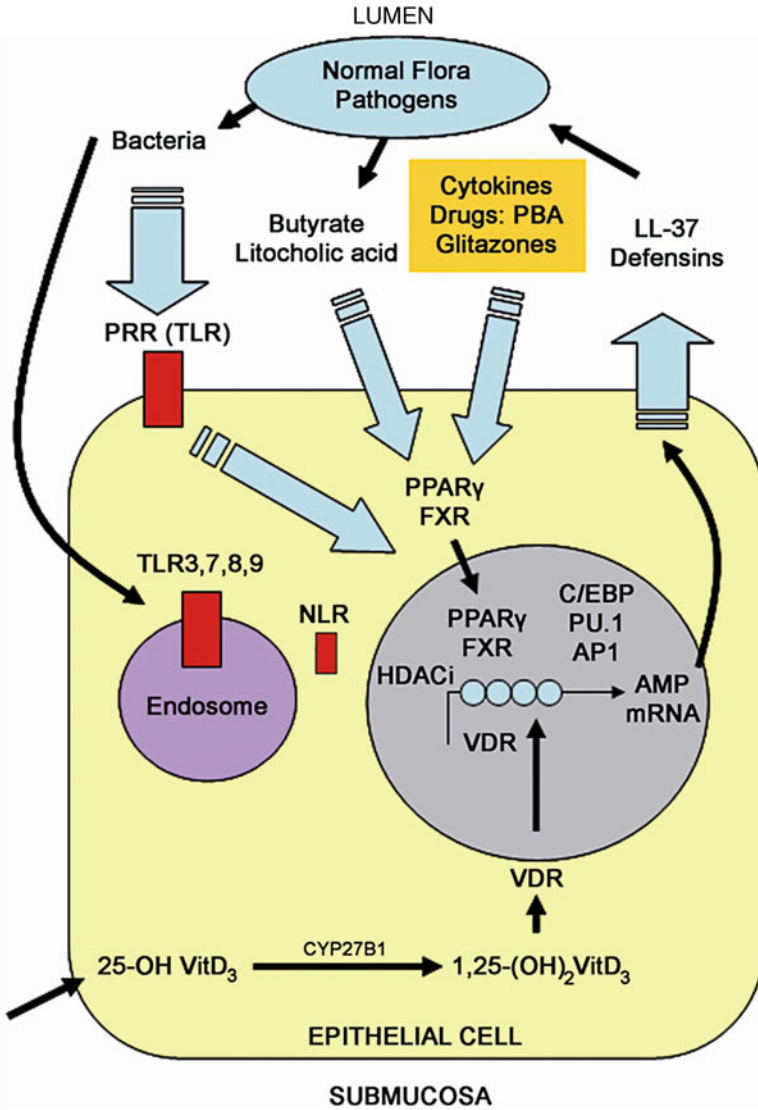 LUMEN
Normal Flora
Pathogens
Bacteria
Butyrate
Litocholic acid
Cytokines
Drugs: PBA
Glitazones
LL-37
Defensins
PRR (TLR)
PPARγ
FXR
TLR3,7,8,9
NLR
Endosome
PPARγ
FXR
C/EBP
PU.1
AP1
HDACi
AMP
mRNA
VDR
VDR
25-OH VitD₃
CYP27B1
1,25-(OH)₂VitD₃
EPITHELIAL CELL
SUBMUCOSA